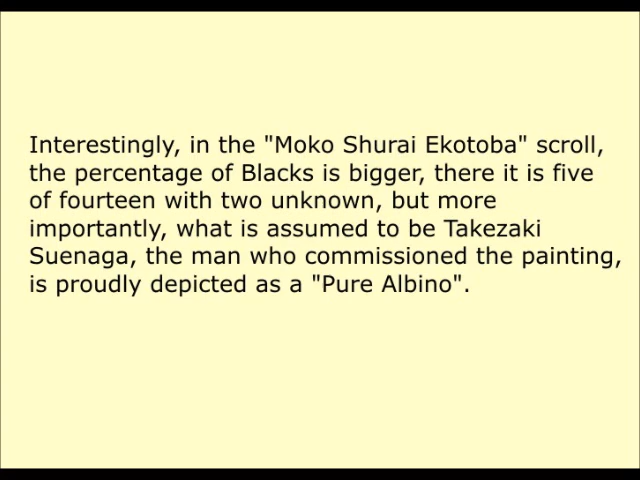 Interestingly, in the "Moko Shurai Ekotoba" scroll,
the percentage of Blacks is bigger, there it is five
of fourteen with two unknown, but more
importantly, what is assumed to be Takezaki
Suenaga, the man who commissioned the painting,
is proudly depicted as a "Pure Albino".